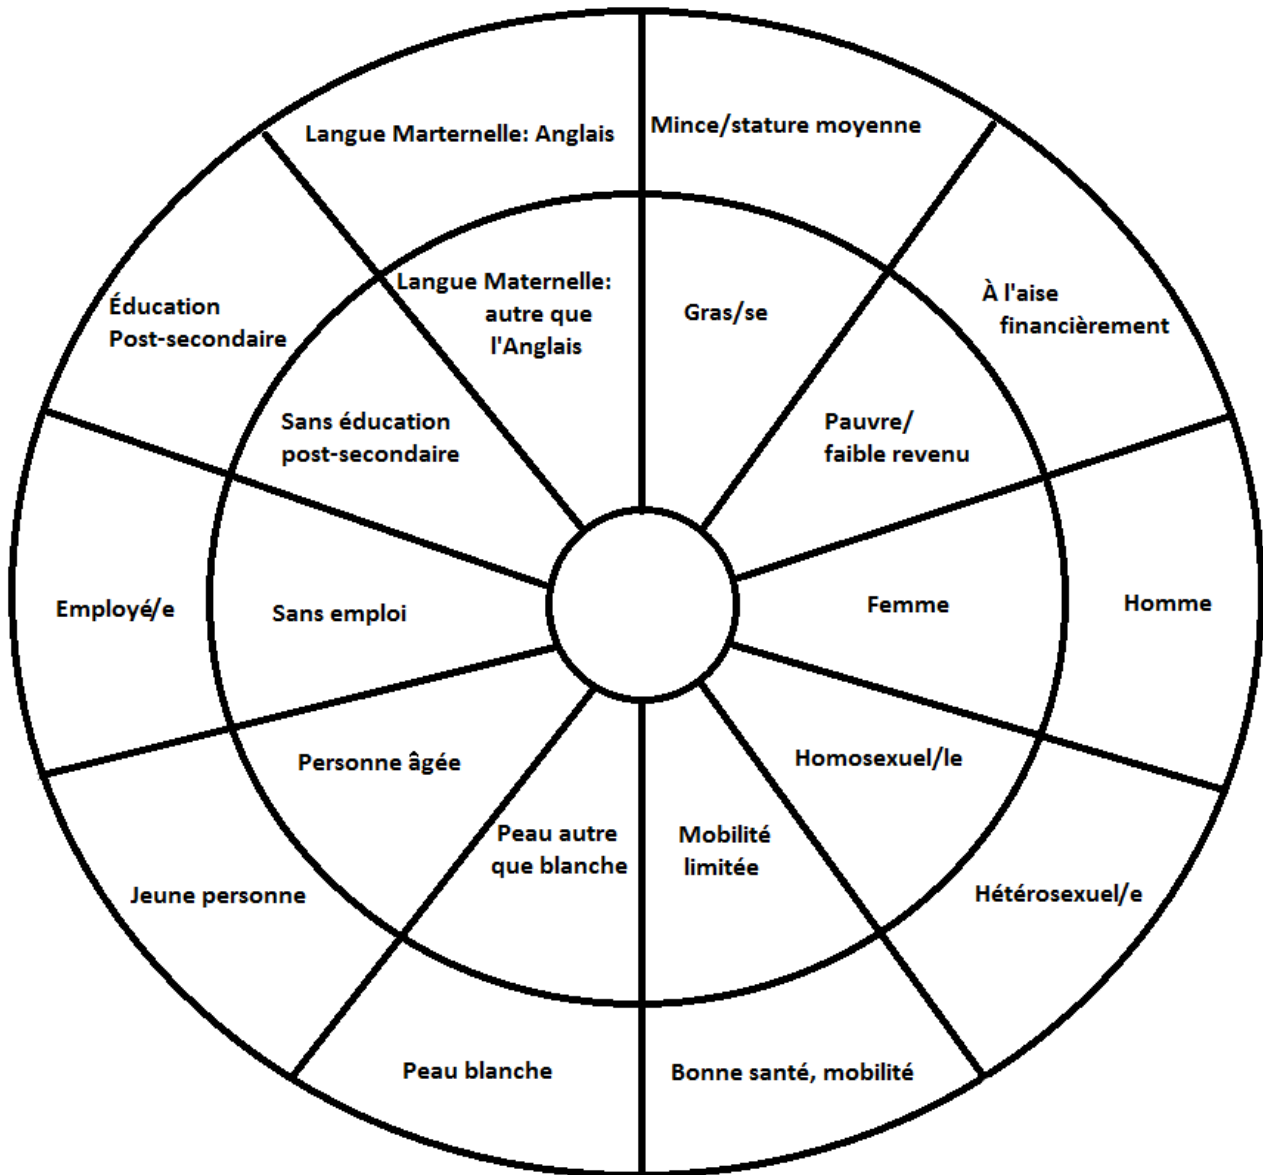 Langue Marternelle: Anglais
Mince/stature moyenne
Langue Maternelle:
autre que
l'Anglais
Gras/se
À l'aise
financièrement
Éducation
Post-secondaire
Sans éducation
post-secondaire
Pauvre/
faible revenu
Employé/e
Sans emploi
Femme
Homme
Personne âgée
Homosexuel/le
Peau autre
que blanche
Mobilité
limitée
Jeune personne
Hétérosexuel/e
Peau blanche
Bonne santé, mobilité